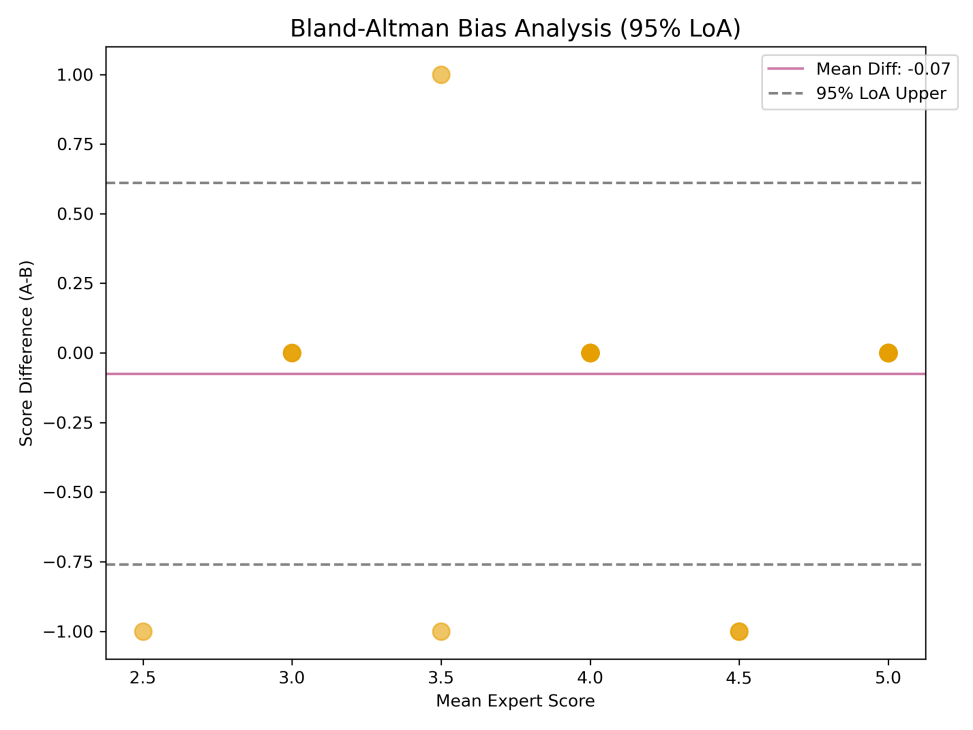 Bland-Altman Bias Analysis (95% LoA)
Mean Diff: -0.07
95% LoA Upper
Score Difference (A-B)
1.00
0.75
0.50
0.25
0.00
−0.25
−0.50
−0.75
−1.00
2.5 3.0 3.5 4.0 4.5 5.0
Mean Expert Score